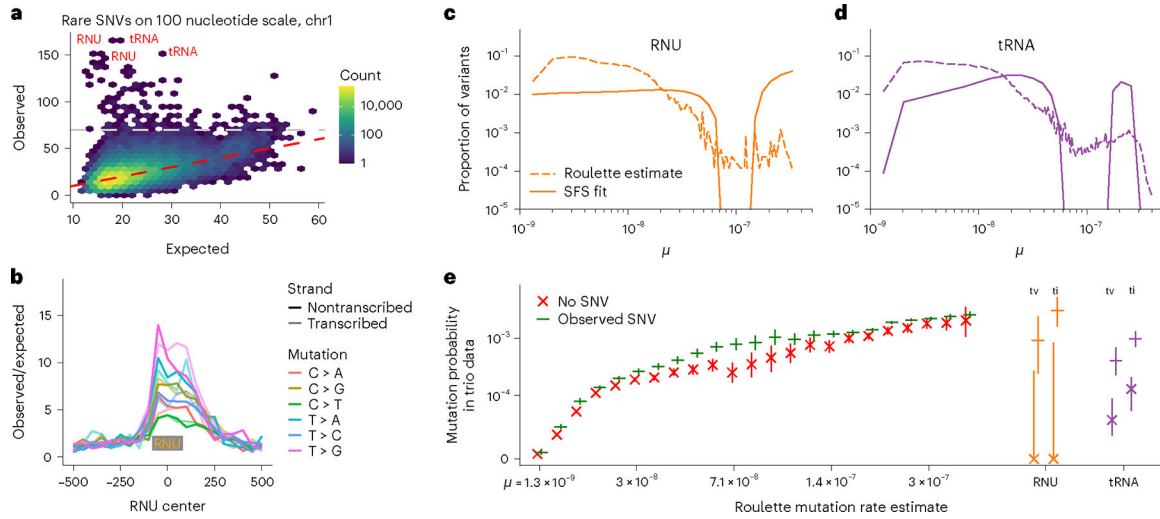 a
Rare SNVs on 100 nucleotide scale, chr1
RNU
tRNA
RNU
tRNA
150
100
50
0
Observed
10 20 30 40 50 60
Expected
Count
10,000
100
1
b
Observed/expected
15
10
5
0
RNU
−500 −250 0 250 500
RNU center
Strand
Nontranscribed
Transcribed
Mutation
C > A
C > G
C > T
T > A
T > C
T > G
c
RNU
Proportion of variants
10⁻¹
10⁻²
10⁻³
10⁻⁴
10⁻⁵
Roulette estimate
SFS fit
10⁻⁹ 10⁻⁸ 10⁻⁷
μ
d
tRNA
10⁻¹
10⁻²
10⁻³
10⁻⁴
10⁻⁵
10⁻⁹ 10⁻⁸ 10⁻⁷
μ
e
No SNV
Observed SNV
Mutation probability
in trio data
10⁻³
10⁻⁴
0
tv ti tv ti
μ = 1.3 × 10⁻⁹ 3 × 10⁻⁸ 7.1 × 10⁻⁸ 1.4 × 10⁻⁷ 3 × 10⁻⁷ RNU tRNA
Roulette mutation rate estimate